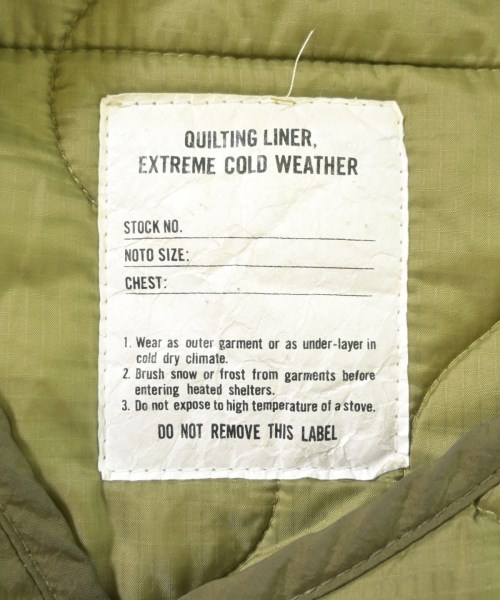 QUILTING LINER,
EXTREME COLD WEATHER
STOCK NO.
NOTO SIZE:
CHEST:
1. Wear as outer garment or as under-layer in
cold dry climate.
2. Brush snow or frost from garments before
entering heated shelters.
3. Do not expose to high temperature of a stove.
DO NOT REMOVE THIS LABEL